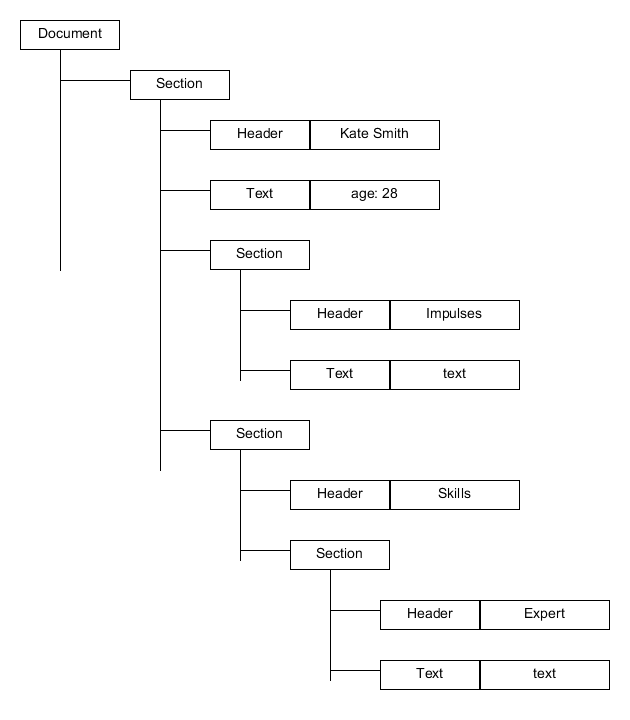 Document
Section
Header Kate Smith
Text age: 28
Section
Header Impulses
Text text
Section
Header Skills
Section
Header Expert
Text text